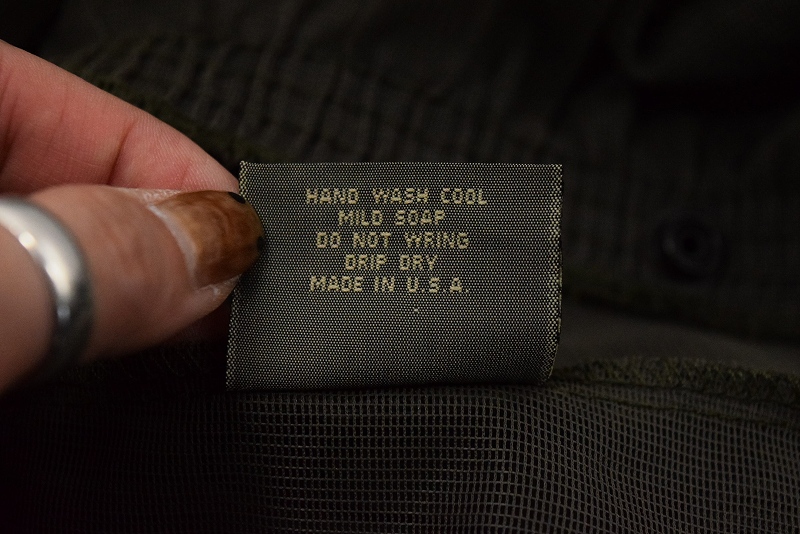 HAND WASH COOL
MILD SOAP
DO NOT WRING
DRIP DRY
MADE IN U.S.A.